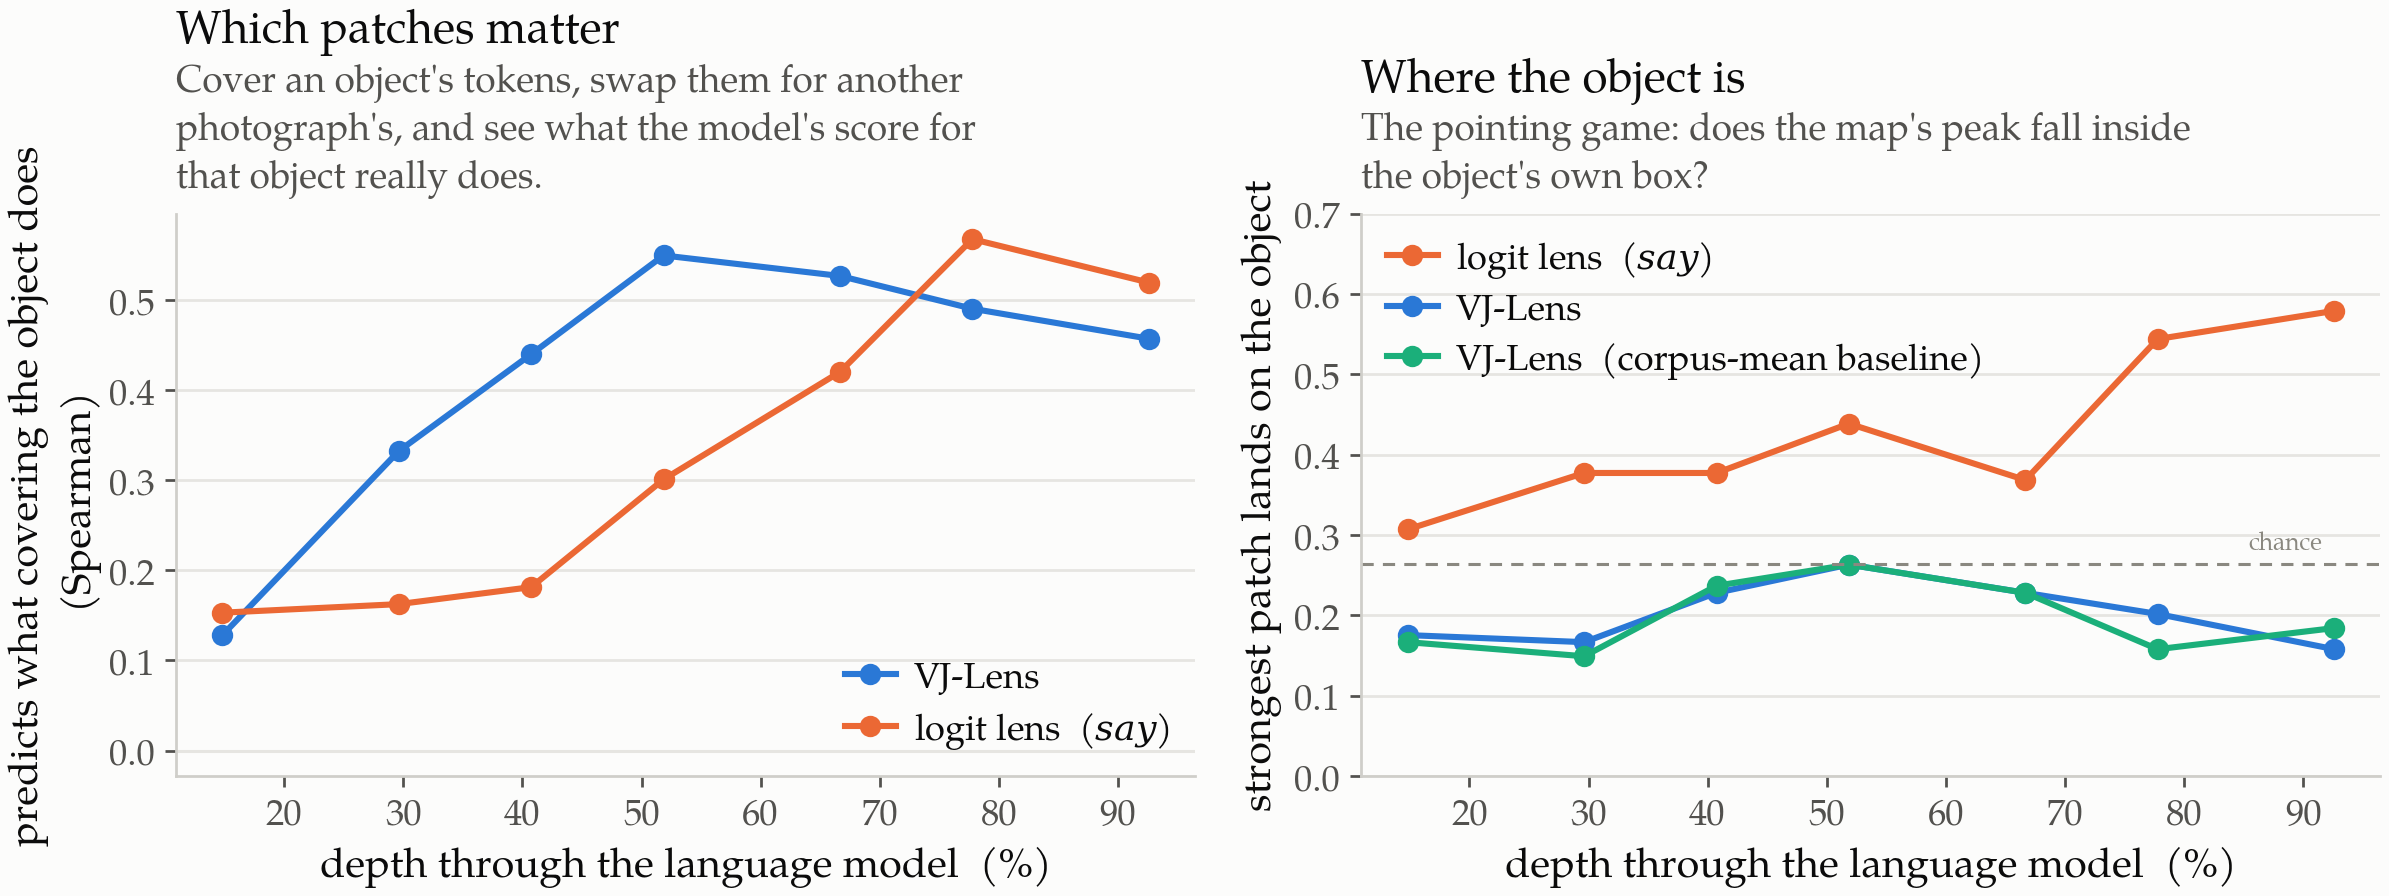 Which patches matter
Cover an object's tokens, swap them for another
photograph's, and see what the model's score for
that object really does.
predicts what covering the object does
(Spearman)
0.5
0.4
0.3
0.2
0.1
0.0
VJ-Lens
logit lens (say)
20 30 40 50 60 70 80 90
depth through the language model (%)
Where the object is
The pointing game: does the map's peak fall inside
the object's own box?
strongest patch lands on the object
0.7
0.6
0.5
0.4
0.3
0.2
0.1
0.0
logit lens (say)
VJ-Lens
VJ-Lens (corpus-mean baseline)
chance
20 30 40 50 60 70 80 90
depth through the language model (%)